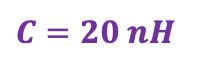 C = 20 nH